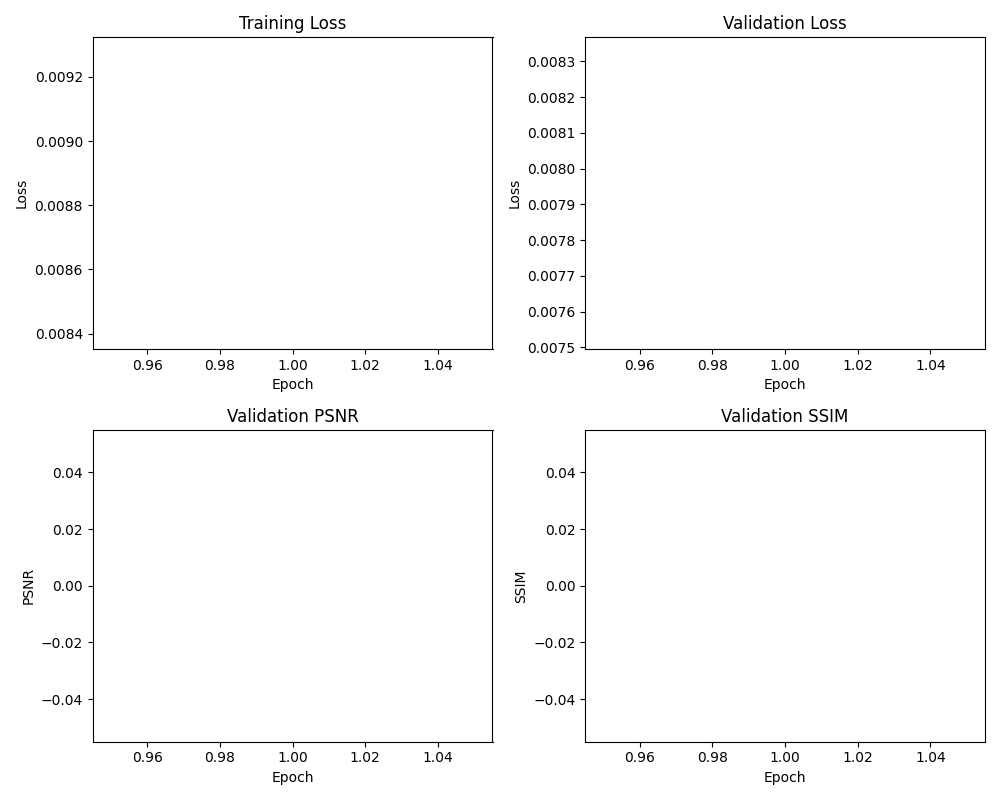 Training Loss
Loss
0.0092
0.0090
0.0088
0.0086
0.0084
0.96 0.98 1.00 1.02 1.04
Epoch
Validation Loss
Loss
0.0083
0.0082
0.0081
0.0080
0.0079
0.0078
0.0077
0.0076
0.0075
0.96 0.98 1.00 1.02 1.04
Epoch
Validation PSNR
PSNR
0.04
0.02
0.00
−0.02
−0.04
0.96 0.98 1.00 1.02 1.04
Epoch
Validation SSIM
SSIM
0.04
0.02
0.00
−0.02
−0.04
0.96 0.98 1.00 1.02 1.04
Epoch